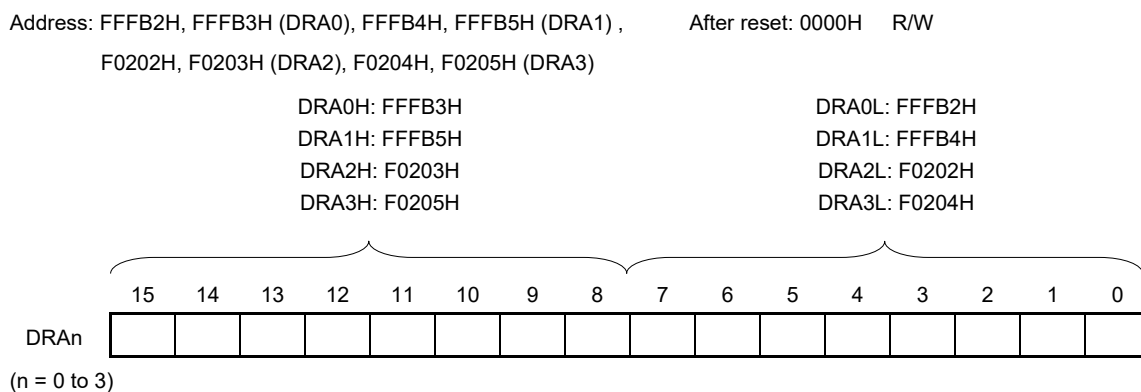 Address: FFFB2H, FFFB3H (DRA0), FFFB4H, FFFB5H (DRA1) , After reset: 0000H R/W
F0202H, F0203H (DRA2), F0204H, F0205H (DRA3)
DRA0H: FFFB3H DRA0L: FFFB2H
DRA1H: FFFB5H DRA1L: FFFB4H
DRA2H: F0203H DRA2L: F0202H
DRA3H: F0205H DRA3L: F0204H
15 14 13 12 11 10 9 8 7 6 5 4 3 2 1 0
DRAn
(n = 0 to 3)